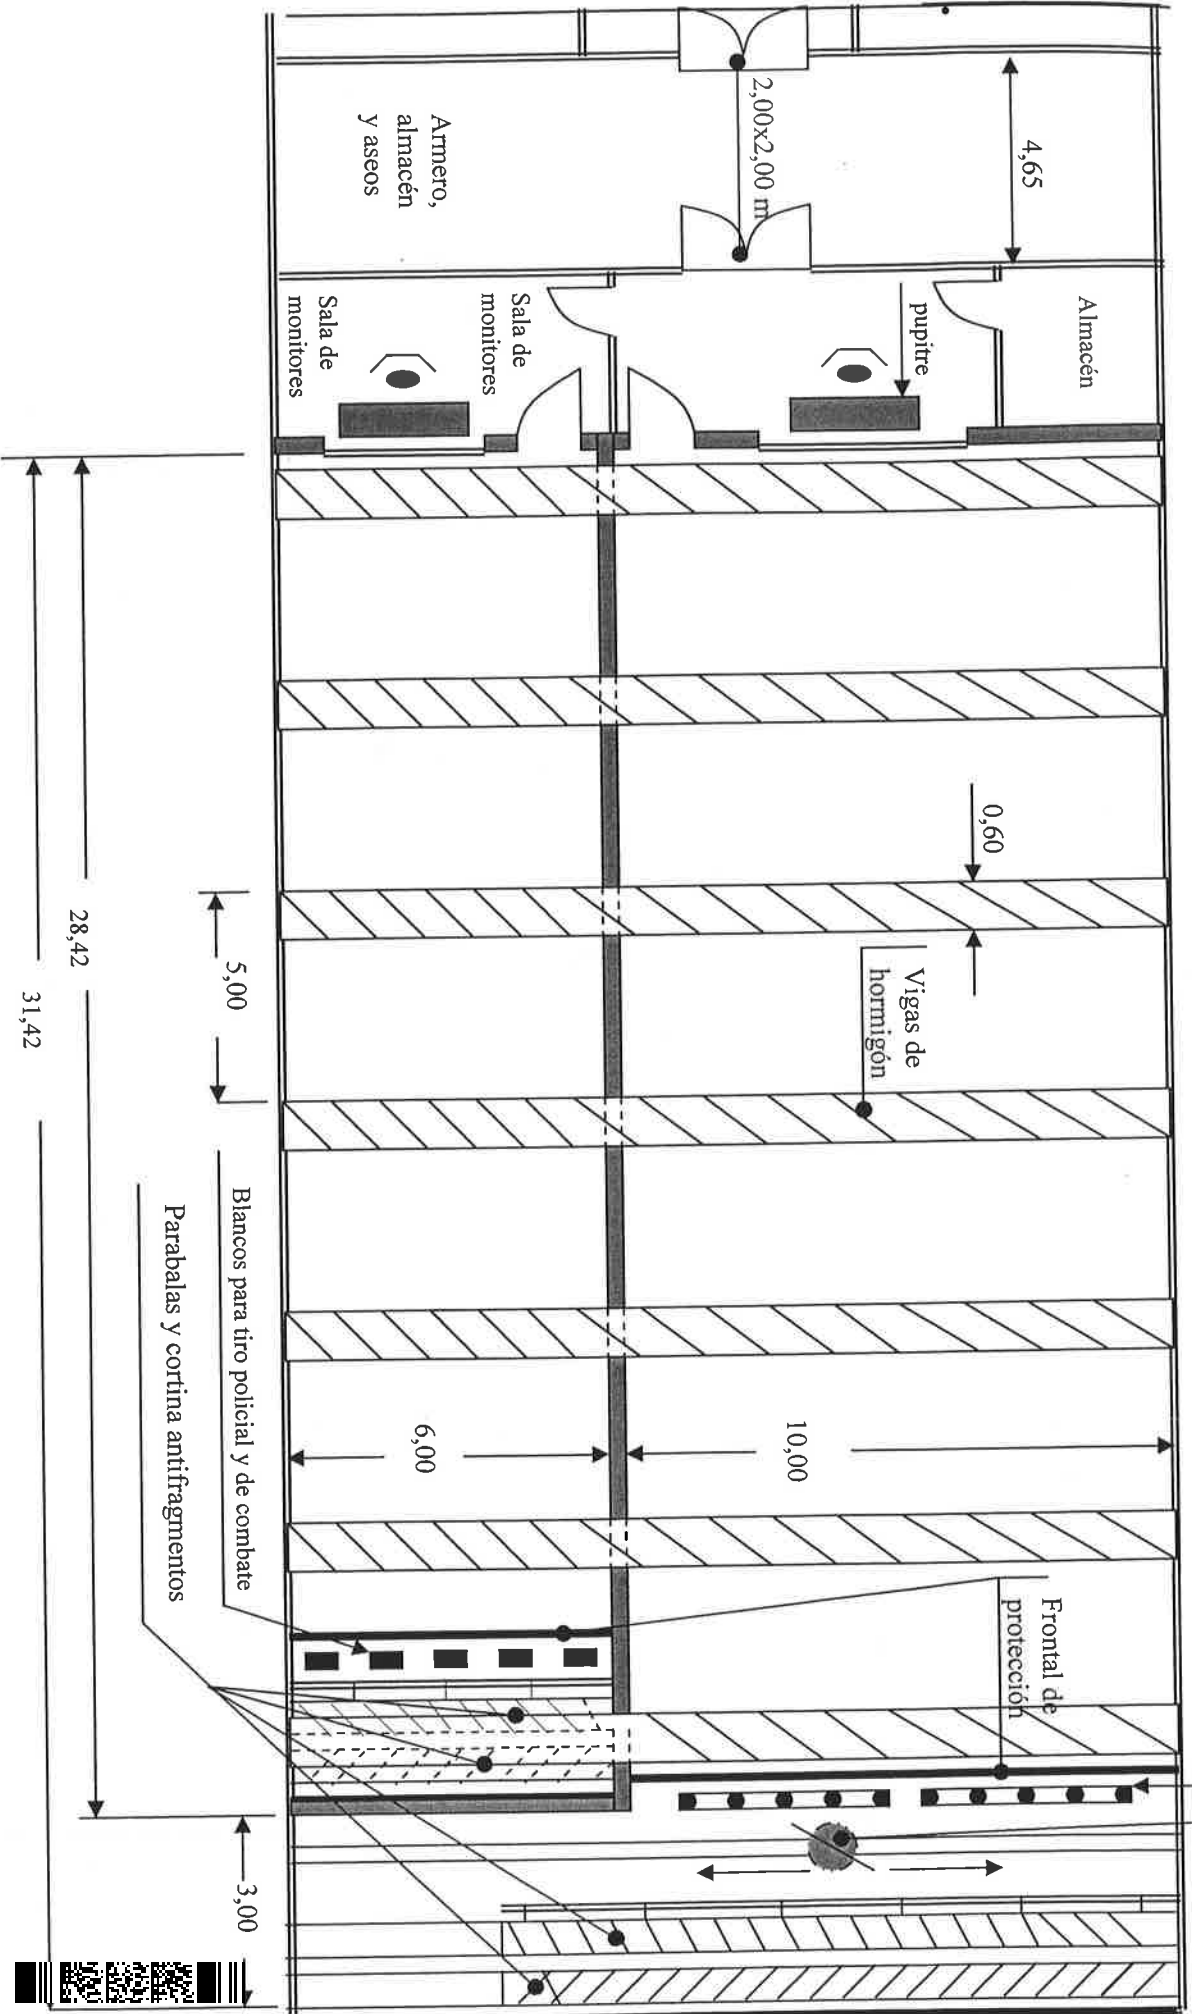 4,65
2,00x2,00 m
Armero,
almacén
y aseos
Almacén
pupitre
Sala de
monitores
Sala de
monitores
0,60
Vigas de
hormigón
5,00
28,42
31,42
10,00
6,00
Blancos para tiro policial y de combate
Parabalas y cortina antifragmentos
Frontal de
protección
3,00